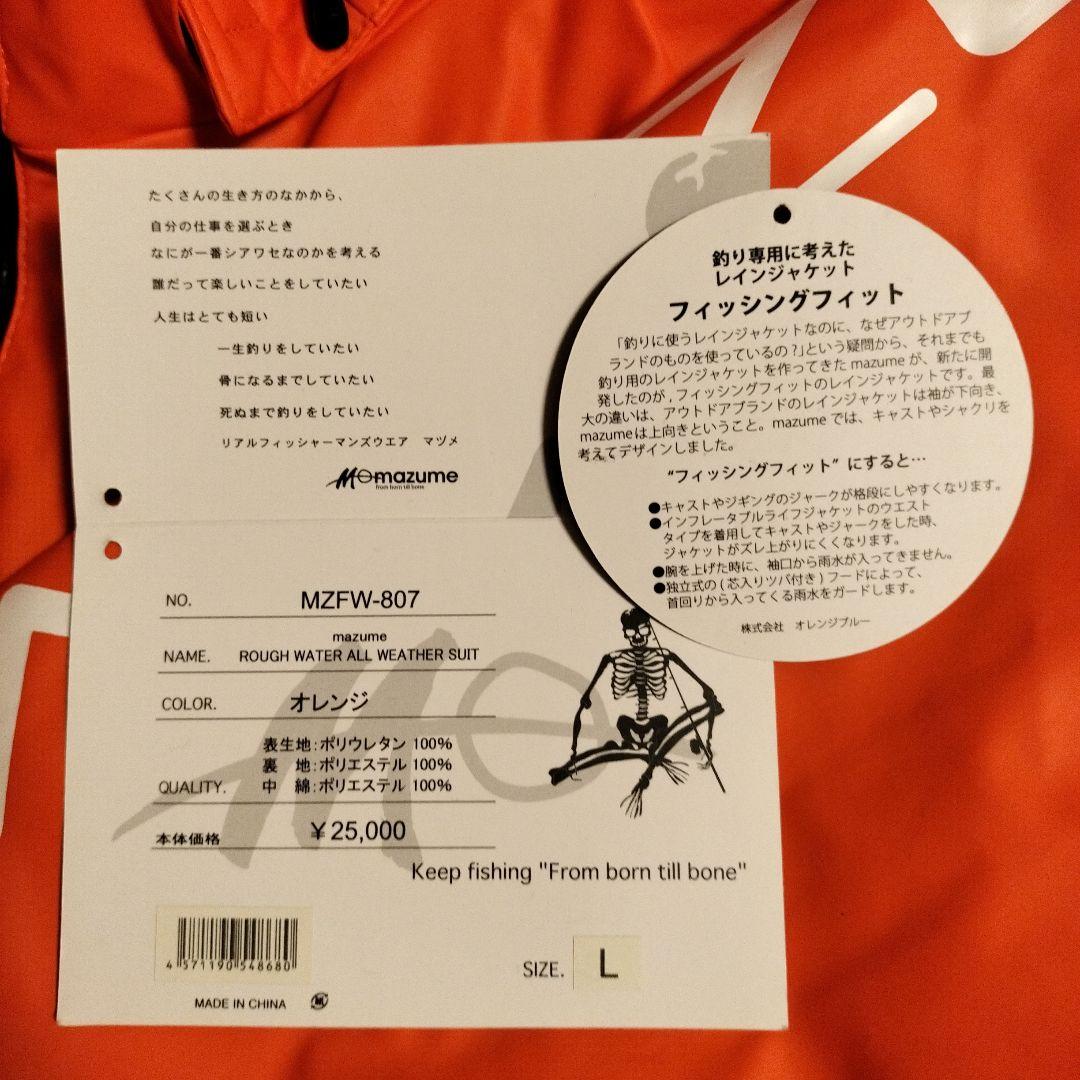 たくさんの生き方のなかから、
自分の仕事を選ぶとき
なにが一番シアワセなのかを考える
誰だって楽しいことをしていたい
人生はとても短い
一生釣りをしていたい
骨になるまでしていたい
死ぬまで釣りをしていたい
リアルフィッシャーマンズウエア　マヅメ
mazume
from born till bone
NO. MZFW-807
mazume
NAME. ROUGH WATER ALL WEATHER SUIT
COLOR. オレンジ
表生地：ポリウレタン 100%
裏　地：ポリエステル 100%
QUALITY. 中　綿：ポリエステル 100%
本体価格 ￥25,000
Keep fishing "From born till bone"
4 571190 548680
SIZE. L
MADE IN CHINA
釣り専用に考えた
レインジャケット
フィッシングフィット
「釣りに使うレインジャケットなのに、なぜアウトドアブ
ランドのものを使っているの?」という疑問から、それまでも
釣り用のレインジャケットを作ってきた mazume が、新たに開
発したのが，フィッシングフィットのレインジャケットです。最
大の違いは、アウトドアブランドのレインジャケットは袖が下向き、
mazumeは上向きということ。mazume では、キャストやシャクリを
考えてデザインしました。
“フィッシングフィット” にすると…
●キャストやジギングのジャークが格段にしやすくなります。
●インフレータブルライフジャケットのウエスト
タイプを着用してキャストやジャークをした時、
ジャケットがズレ上がりにくくなります。
●腕を上げた時に、袖口から雨水が入ってきません。
●独立式の ( 芯入りツバ付き ) フードによって、
首回りから入ってくる雨水をガードします。
株式会社　オレンジブルー